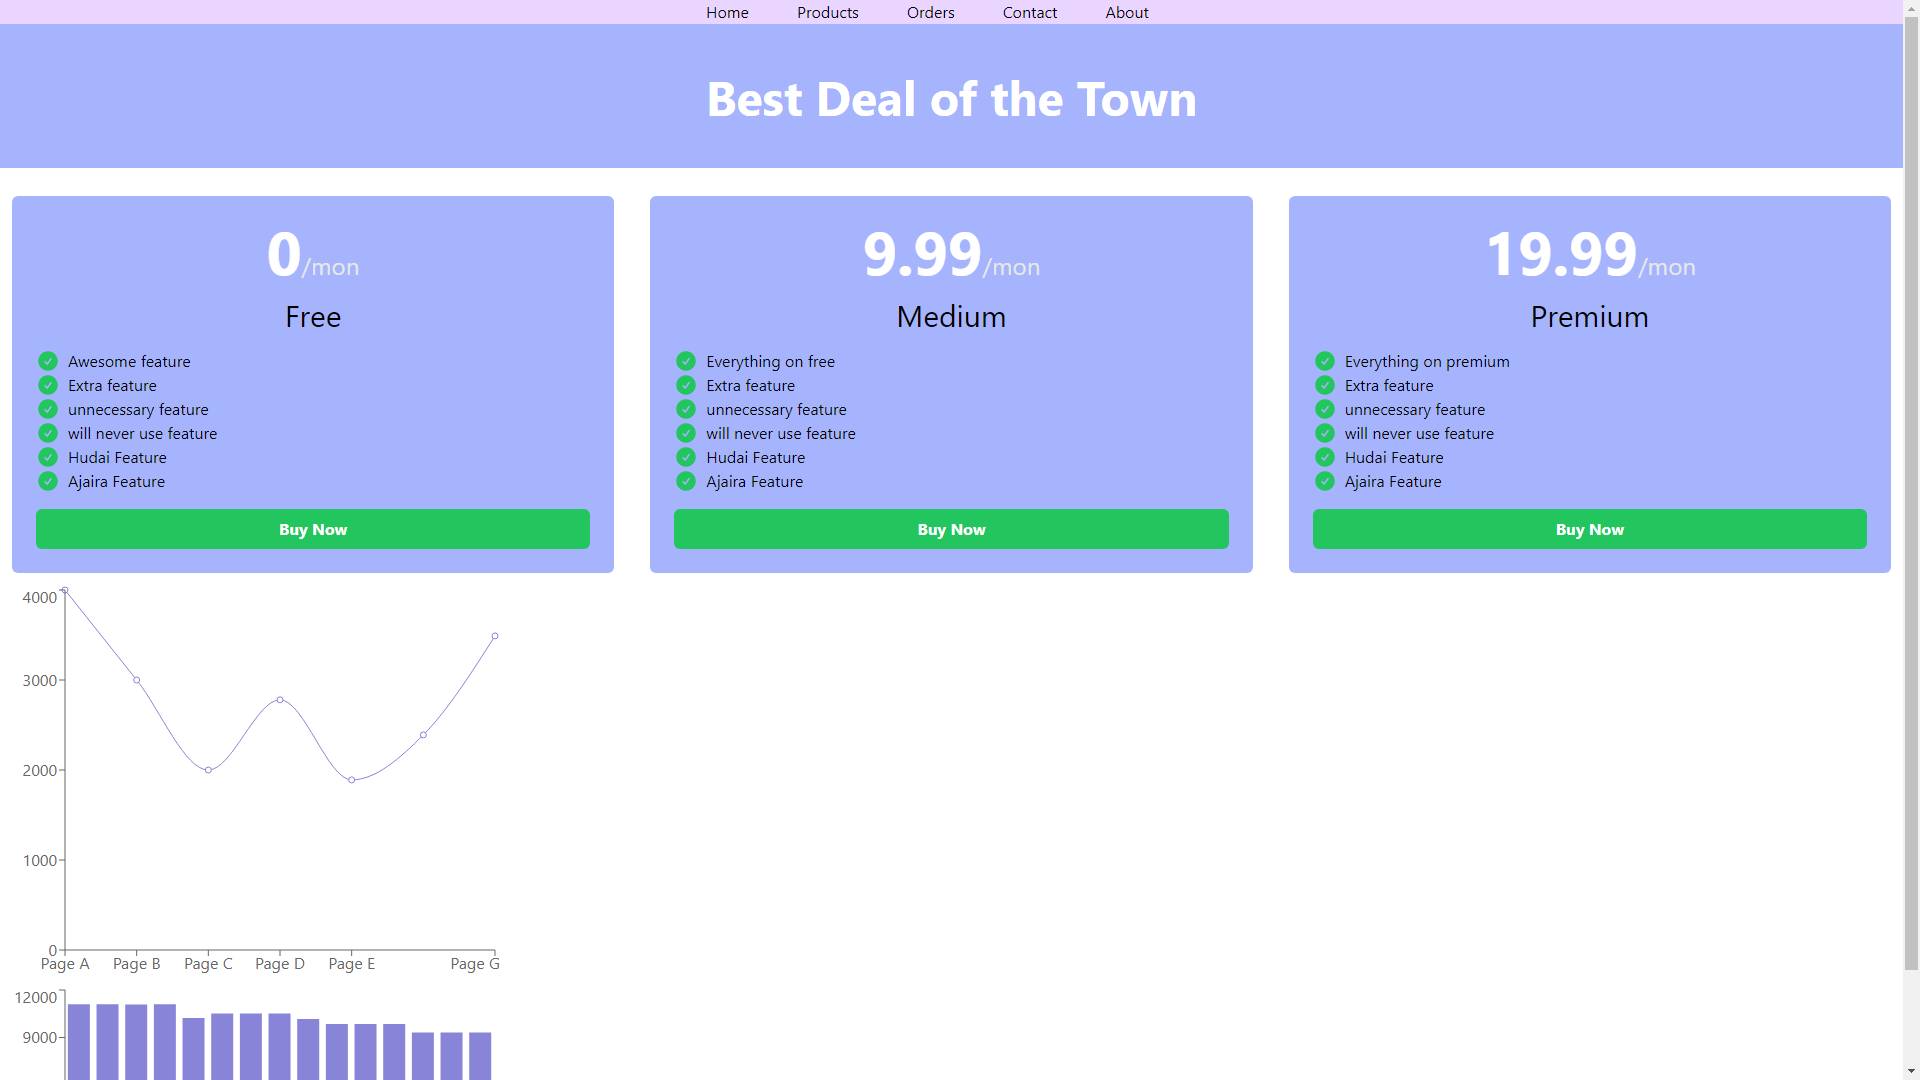 Home Products Orders Contact About
Best Deal of the Town
0/mon
Free
Awesome feature
Extra feature
unnecessary feature
will never use feature
Hudai Feature
Ajaira Feature
Buy Now
9.99/mon
Medium
Everything on free
Extra feature
unnecessary feature
will never use feature
Hudai Feature
Ajaira Feature
Buy Now
19.99/mon
Premium
Everything on premium
Extra feature
unnecessary feature
will never use feature
Hudai Feature
Ajaira Feature
Buy Now
4000
3000
2000
1000
0
Page A Page B Page C Page D Page E Page G
12000
9000